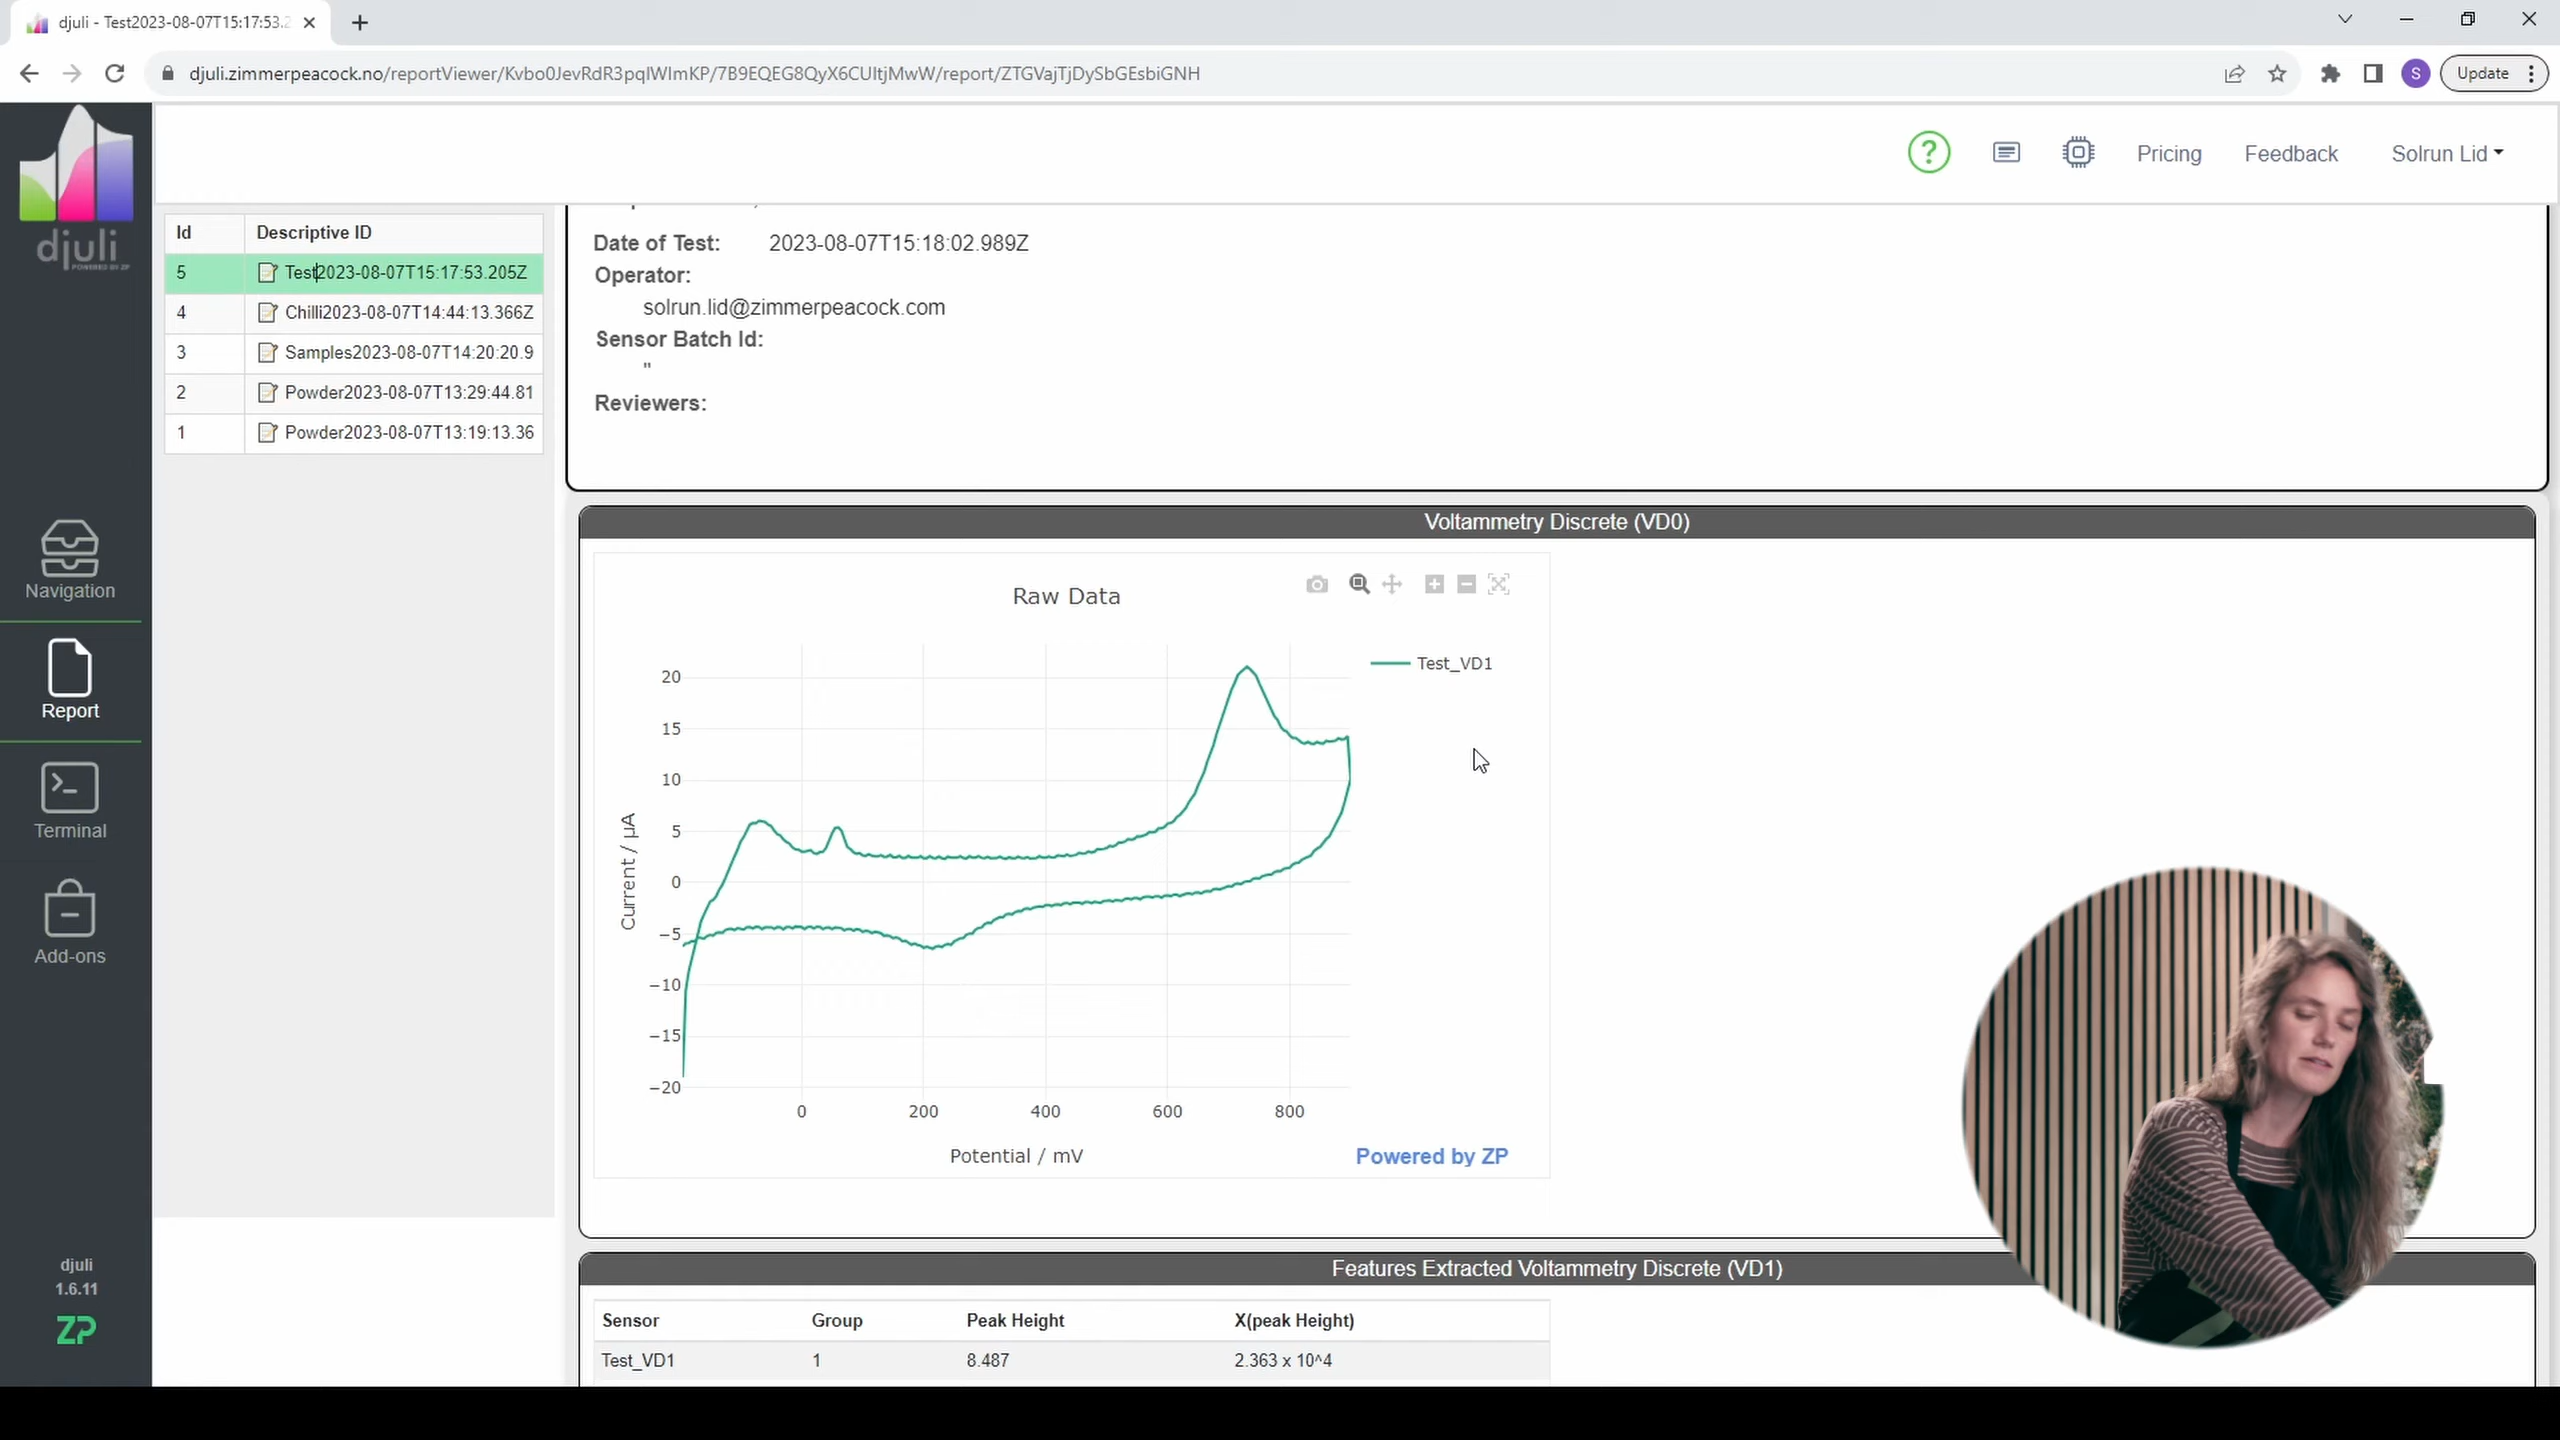 djuli - Test2023-08-07T15:17:53.2
djuli.zimmerpeacock.no/reportViewer/Kvbo0JevRdR3pqlWImKP/7B9EQEG8QyX6CUItjMwW/report/ZTGVajTjDySbGEsbiGNH
S
Update
djuli
POWERED BY ZP
?
Pricing
Feedback
Solrun Lid
Id Descriptive ID
5 Test2023-08-07T15:17:53.205Z
4 Chilli2023-08-07T14:44:13.366Z
3 Samples2023-08-07T14:20:20.9
2 Powder2023-08-07T13:29:44.81
1 Powder2023-08-07T13:19:13.36
Date of Test: 2023-08-07T15:18:02.989Z
Operator:
solrun.lid@zimmerpeacock.com
Sensor Batch Id:
"
Reviewers:
Navigation
Report
Terminal
Add-ons
djuli
1.6.11
ZP
Voltammetry Discrete (VD0)
Raw Data
Test_VD1
20
15
10
5
0
−5
−10
−15
−20
Current / µA
0 200 400 600 800
Potential / mV
Powered by ZP
Features Extracted Voltammetry Discrete (VD1)
Sensor Group Peak Height X(peak Height)
Test_VD1 1 8.487 2.363 x 10^4